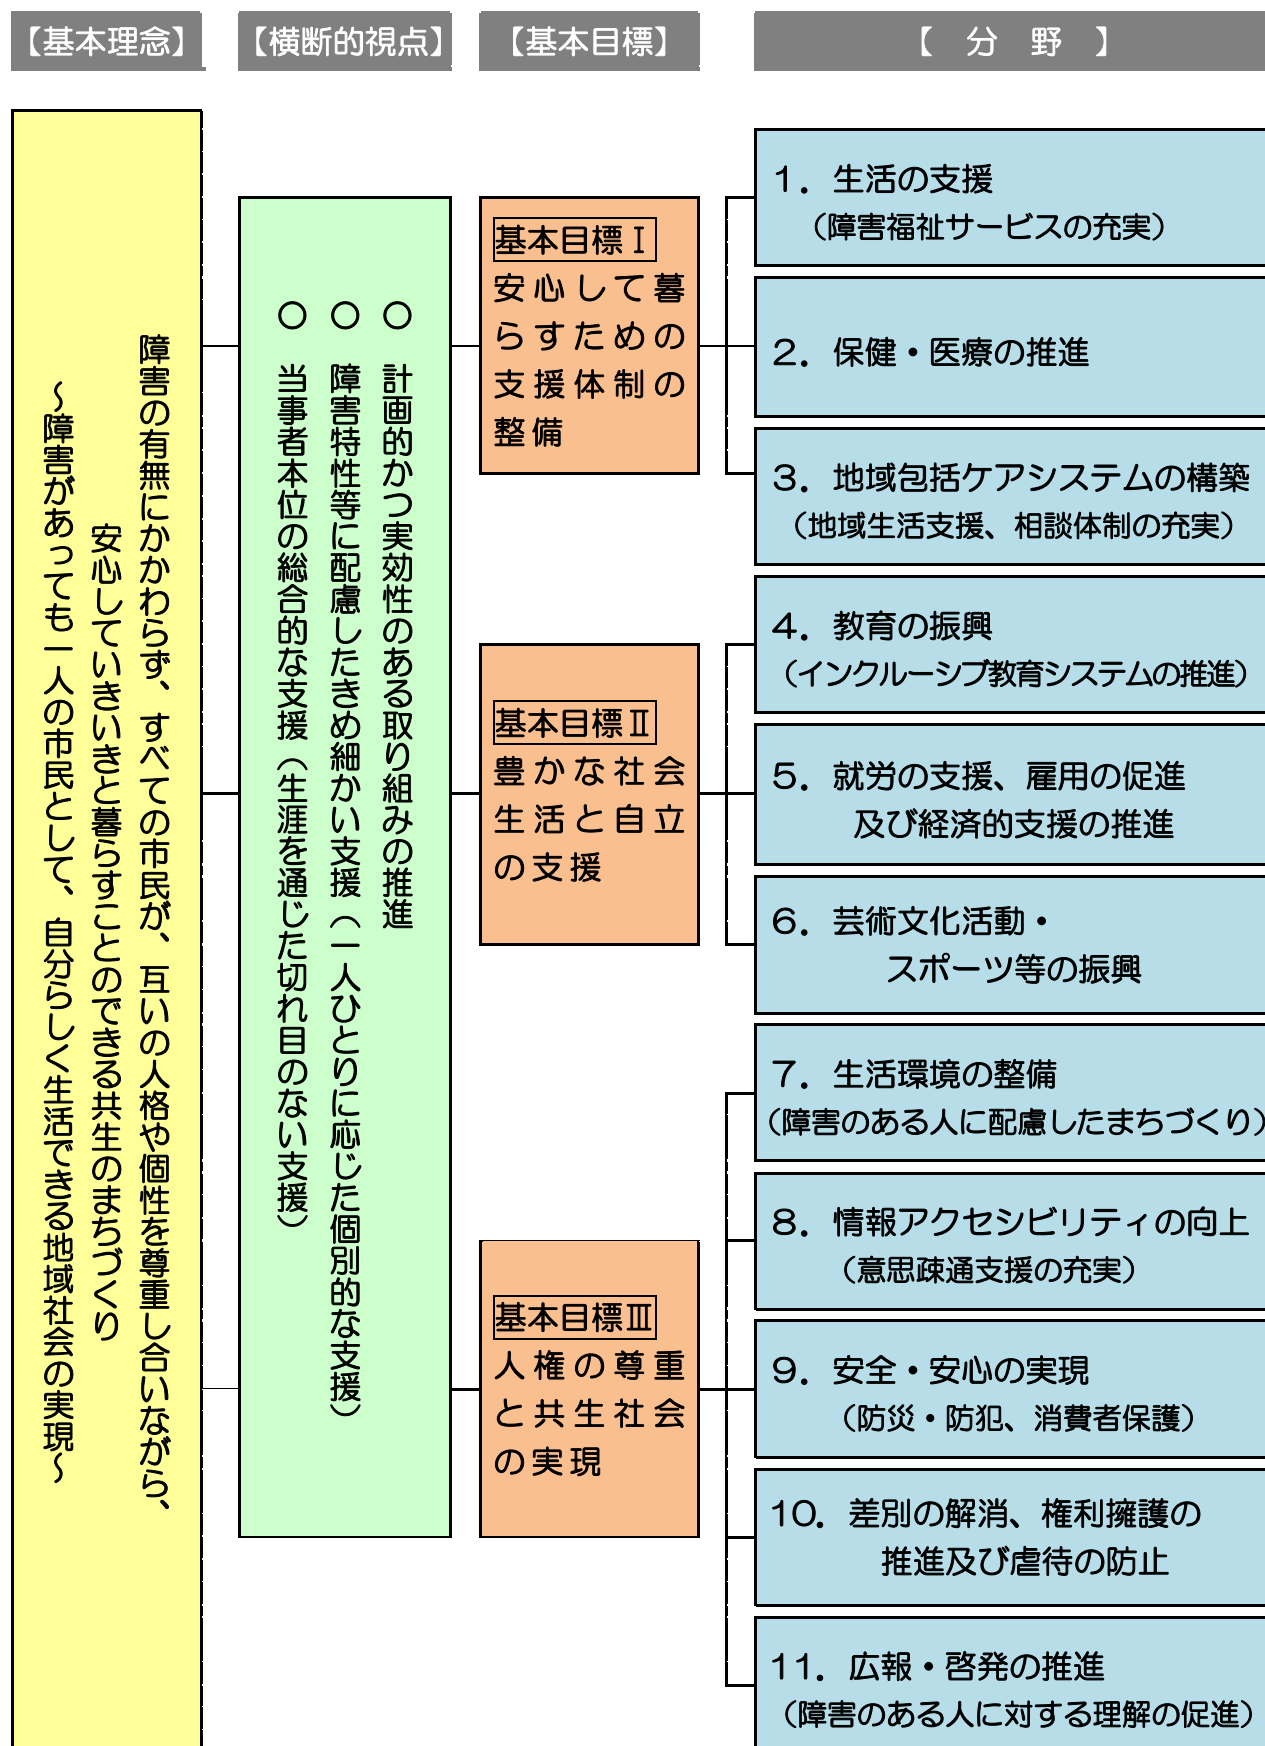 【基本理念】
【横断的視点】
【基本目標】
【　分　野　】
障害の有無にかかわらず、すべての市民が、互いの人格や個性を尊重し合いながら、
安心していきいきと暮らすことのできる共生のまちづくり
～障害があっても一人の市民として、自分らしく生活できる地域社会の実現～
○　計画的かつ実効性のある取り組みの推進
○　障害特性等に配慮したきめ細かい支援（一人ひとりに応じた個別的な支援）
○　当事者本位の総合的な支援（生涯を通じた切れ目のない支援）
基本目標Ⅰ
安心して暮
らすための
支援体制の
整備
１．生活の支援
（障害福祉サービスの充実）
２．保健・医療の推進
３．地域包括ケアシステムの構築
（地域生活支援、相談体制の充実）
基本目標Ⅱ
豊かな社会
生活と自立
の支援
４．教育の振興
（インクルーシブ教育システムの推進）
５．就労の支援、雇用の促進
及び経済的支援の推進
６．芸術文化活動・
スポーツ等の振興
基本目標Ⅲ
人権の尊重
と共生社会
の実現
７．生活環境の整備
（障害のある人に配慮したまちづくり）
８．情報アクセシビリティの向上
（意思疎通支援の充実）
９．安全・安心の実現
（防災・防犯、消費者保護）
１０．差別の解消、権利擁護の
推進及び虐待の防止
１１．広報・啓発の推進
（障害のある人に対する理解の促進）